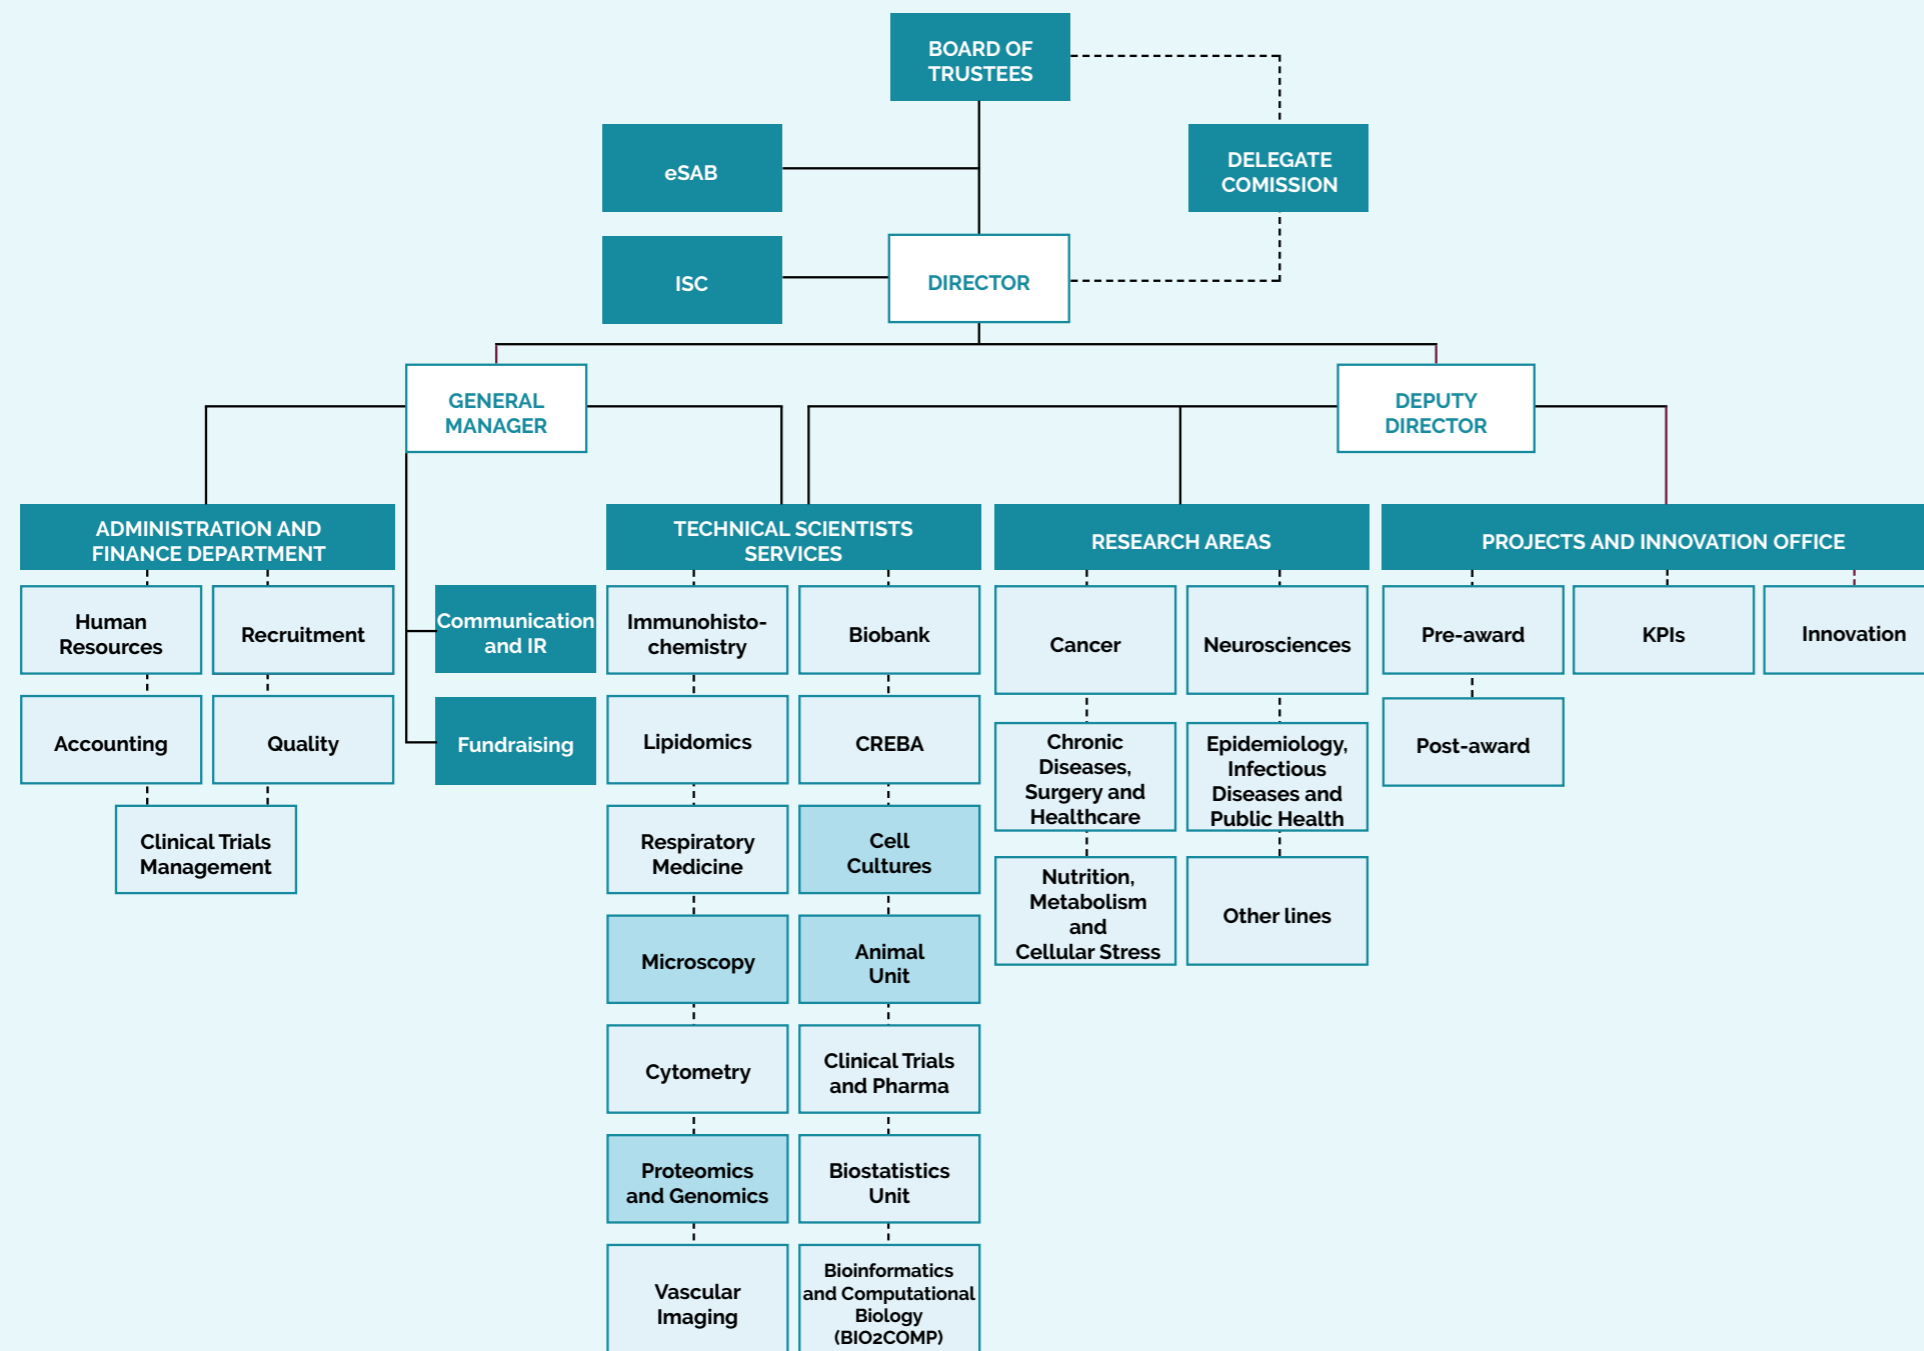 BOARD OF
TRUSTEES
eSAB
DELEGATE
COMISSION
ISC
DIRECTOR
GENERAL
MANAGER
DEPUTY
DIRECTOR
ADMINISTRATION AND
FINANCE DEPARTMENT
Human
Resources
Recruitment
Accounting
Quality
Clinical Trials
Management
Communication
and IR
Fundraising
TECHNICAL SCIENTISTS
SERVICES
Immunohisto-
chemistry
Biobank
Lipidomics
CREBA
Respiratory
Medicine
Cell
Cultures
Microscopy
Animal
Unit
Cytometry
Clinical Trials
and Pharma
Proteomics
and Genomics
Biostatistics
Unit
Vascular
Imaging
Bioinformatics
and Computational
Biology
(BIO2COMP)
RESEARCH AREAS
Cancer
Neurosciences
Chronic
Diseases,
Surgery and
Healthcare
Epidemiology,
Infectious
Diseases and
Public Health
Nutrition,
Metabolism
and
Cellular Stress
Other lines
PROJECTS AND INNOVATION OFFICE
Pre-award
KPIs
Innovation
Post-award